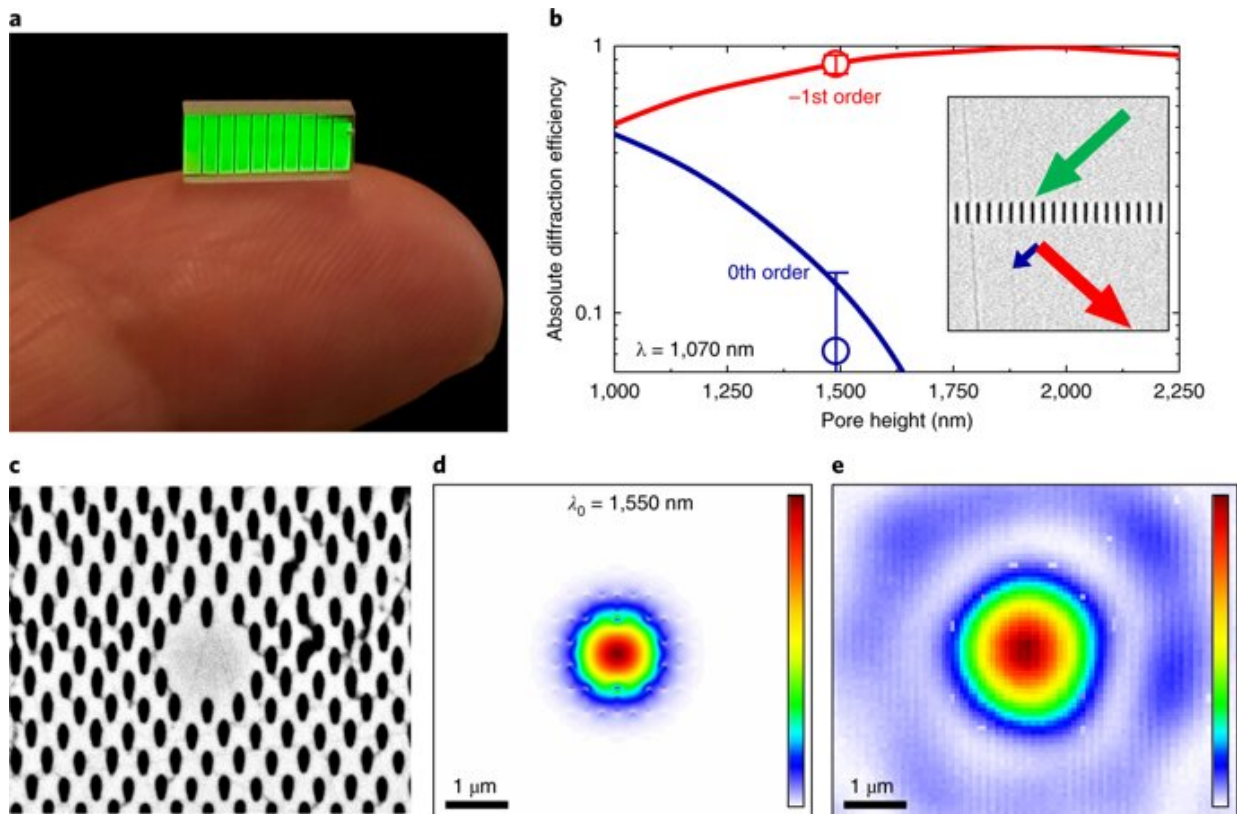 a
b
1
Absolute diffraction efficiency
–1st order
0th order
0.1
λ = 1,070 nm
1,000 1,250 1,500 1,750 2,000 2,250
Pore height (nm)
c
d
e
λ0 = 1,550 nm
1 μm
1 μm